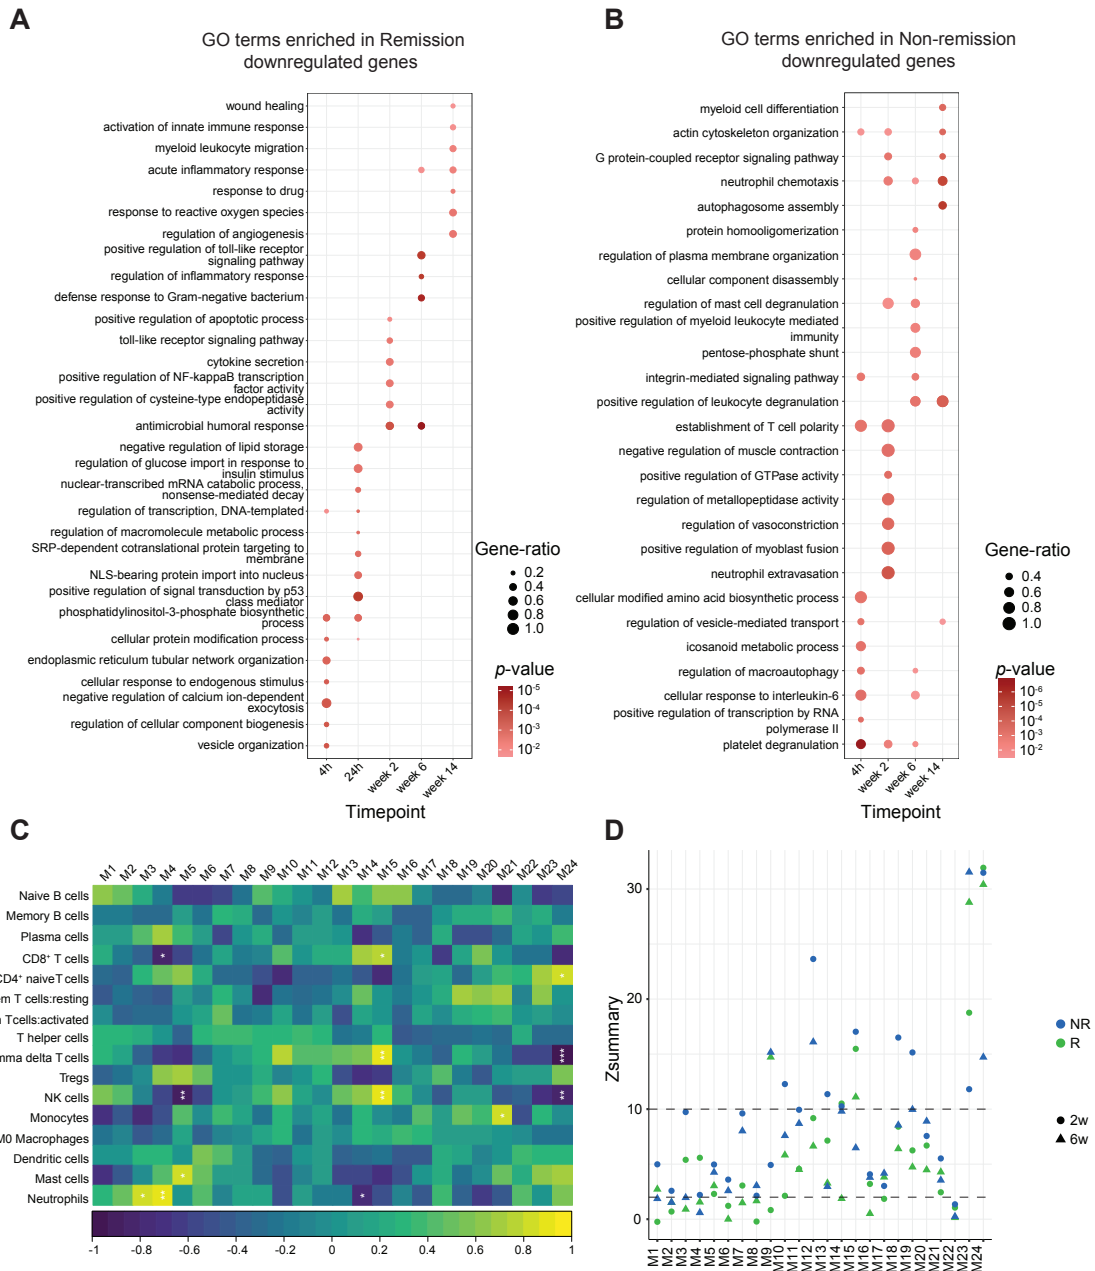 A
GO terms enriched in Remission
downregulated genes
wound healing
activation of innate immune response
myeloid leukocyte migration
acute inflammatory response
response to drug
response to reactive oxygen species
regulation of angiogenesis
positive regulation of toll-like receptor
signaling pathway
regulation of inflammatory response
defense response to Gram-negative bacterium
positive regulation of apoptotic process
toll-like receptor signaling pathway
cytokine secretion
positive regulation of NF-kappaB transcription
factor activity
positive regulation of cysteine-type endopeptidase
activity
antimicrobial humoral response
negative regulation of lipid storage
regulation of glucose import in response to
insulin stimulus
nuclear-transcribed mRNA catabolic process,
nonsense-mediated decay
regulation of transcription, DNA-templated
regulation of macromolecule metabolic process
SRP-dependent cotranslational protein targeting to
membrane
NLS-bearing protein import into nucleus
positive regulation of signal transduction by p53
class mediator
phosphatidylinositol-3-phosphate biosynthetic
process
cellular protein modification process
endoplasmic reticulum tubular network organization
cellular response to endogenous stimulus
negative regulation of calcium ion-dependent
exocytosis
regulation of cellular component biogenesis
vesicle organization
4h
24h
week 2
week 6
week 14
Timepoint
Gene-ratio
0.2
0.4
0.6
0.8
1.0
p-value
10-5
10-4
10-3
10-2
B
GO terms enriched in Non-remission
downregulated genes
myeloid cell differentiation
actin cytoskeleton organization
G protein-coupled receptor signaling pathway
neutrophil chemotaxis
autophagosome assembly
protein homooligomerization
regulation of plasma membrane organization
cellular component disassembly
regulation of mast cell degranulation
positive regulation of myeloid leukocyte mediated
immunity
pentose-phosphate shunt
integrin-mediated signaling pathway
positive regulation of leukocyte degranulation
establishment of T cell polarity
negative regulation of muscle contraction
positive regulation of GTPase activity
regulation of metallopeptidase activity
regulation of vasoconstriction
positive regulation of myoblast fusion
neutrophil extravasation
cellular modified amino acid biosynthetic process
regulation of vesicle-mediated transport
icosanoid metabolic process
regulation of macroautophagy
cellular response to interleukin-6
positive regulation of transcription by RNA
polymerase II
platelet degranulation
4h
week 2
week 6
week 14
Timepoint
Gene-ratio
0.4
0.6
0.8
1.0
p-value
10-6
10-5
10-4
10-3
10-2
C
M1 M2 M3 M4 M5 M6 M7 M8 M9 M10 M11 M12 M13 M14 M15 M16 M17 M18 M19 M20 M21 M22 M23 M24
Naive B cells
Memory B cells
Plasma cells
CD8+ T cells *  *
CD4+ naive T cells *
em T cells:resting
Tcells:activated
T helper cells
mma delta T cells ** ***
Tregs
NK cells ** ** **
Monocytes *
M0 Macrophages
Dendritic cells
Mast cells *
Neutrophils * ** *
-1 -0.8 -0.6 -0.4 -0.2 0 0.2 0.4 0.6 0.8 1
D
Zsummary
30
20
10
0
M1 M2 M3 M4 M5 M6 M7 M8 M9 M10 M11 M12 M13 M14 M15 M16 M17 M18 M19 M20 M21 M22 M23 M24
NR
R
2w
6w